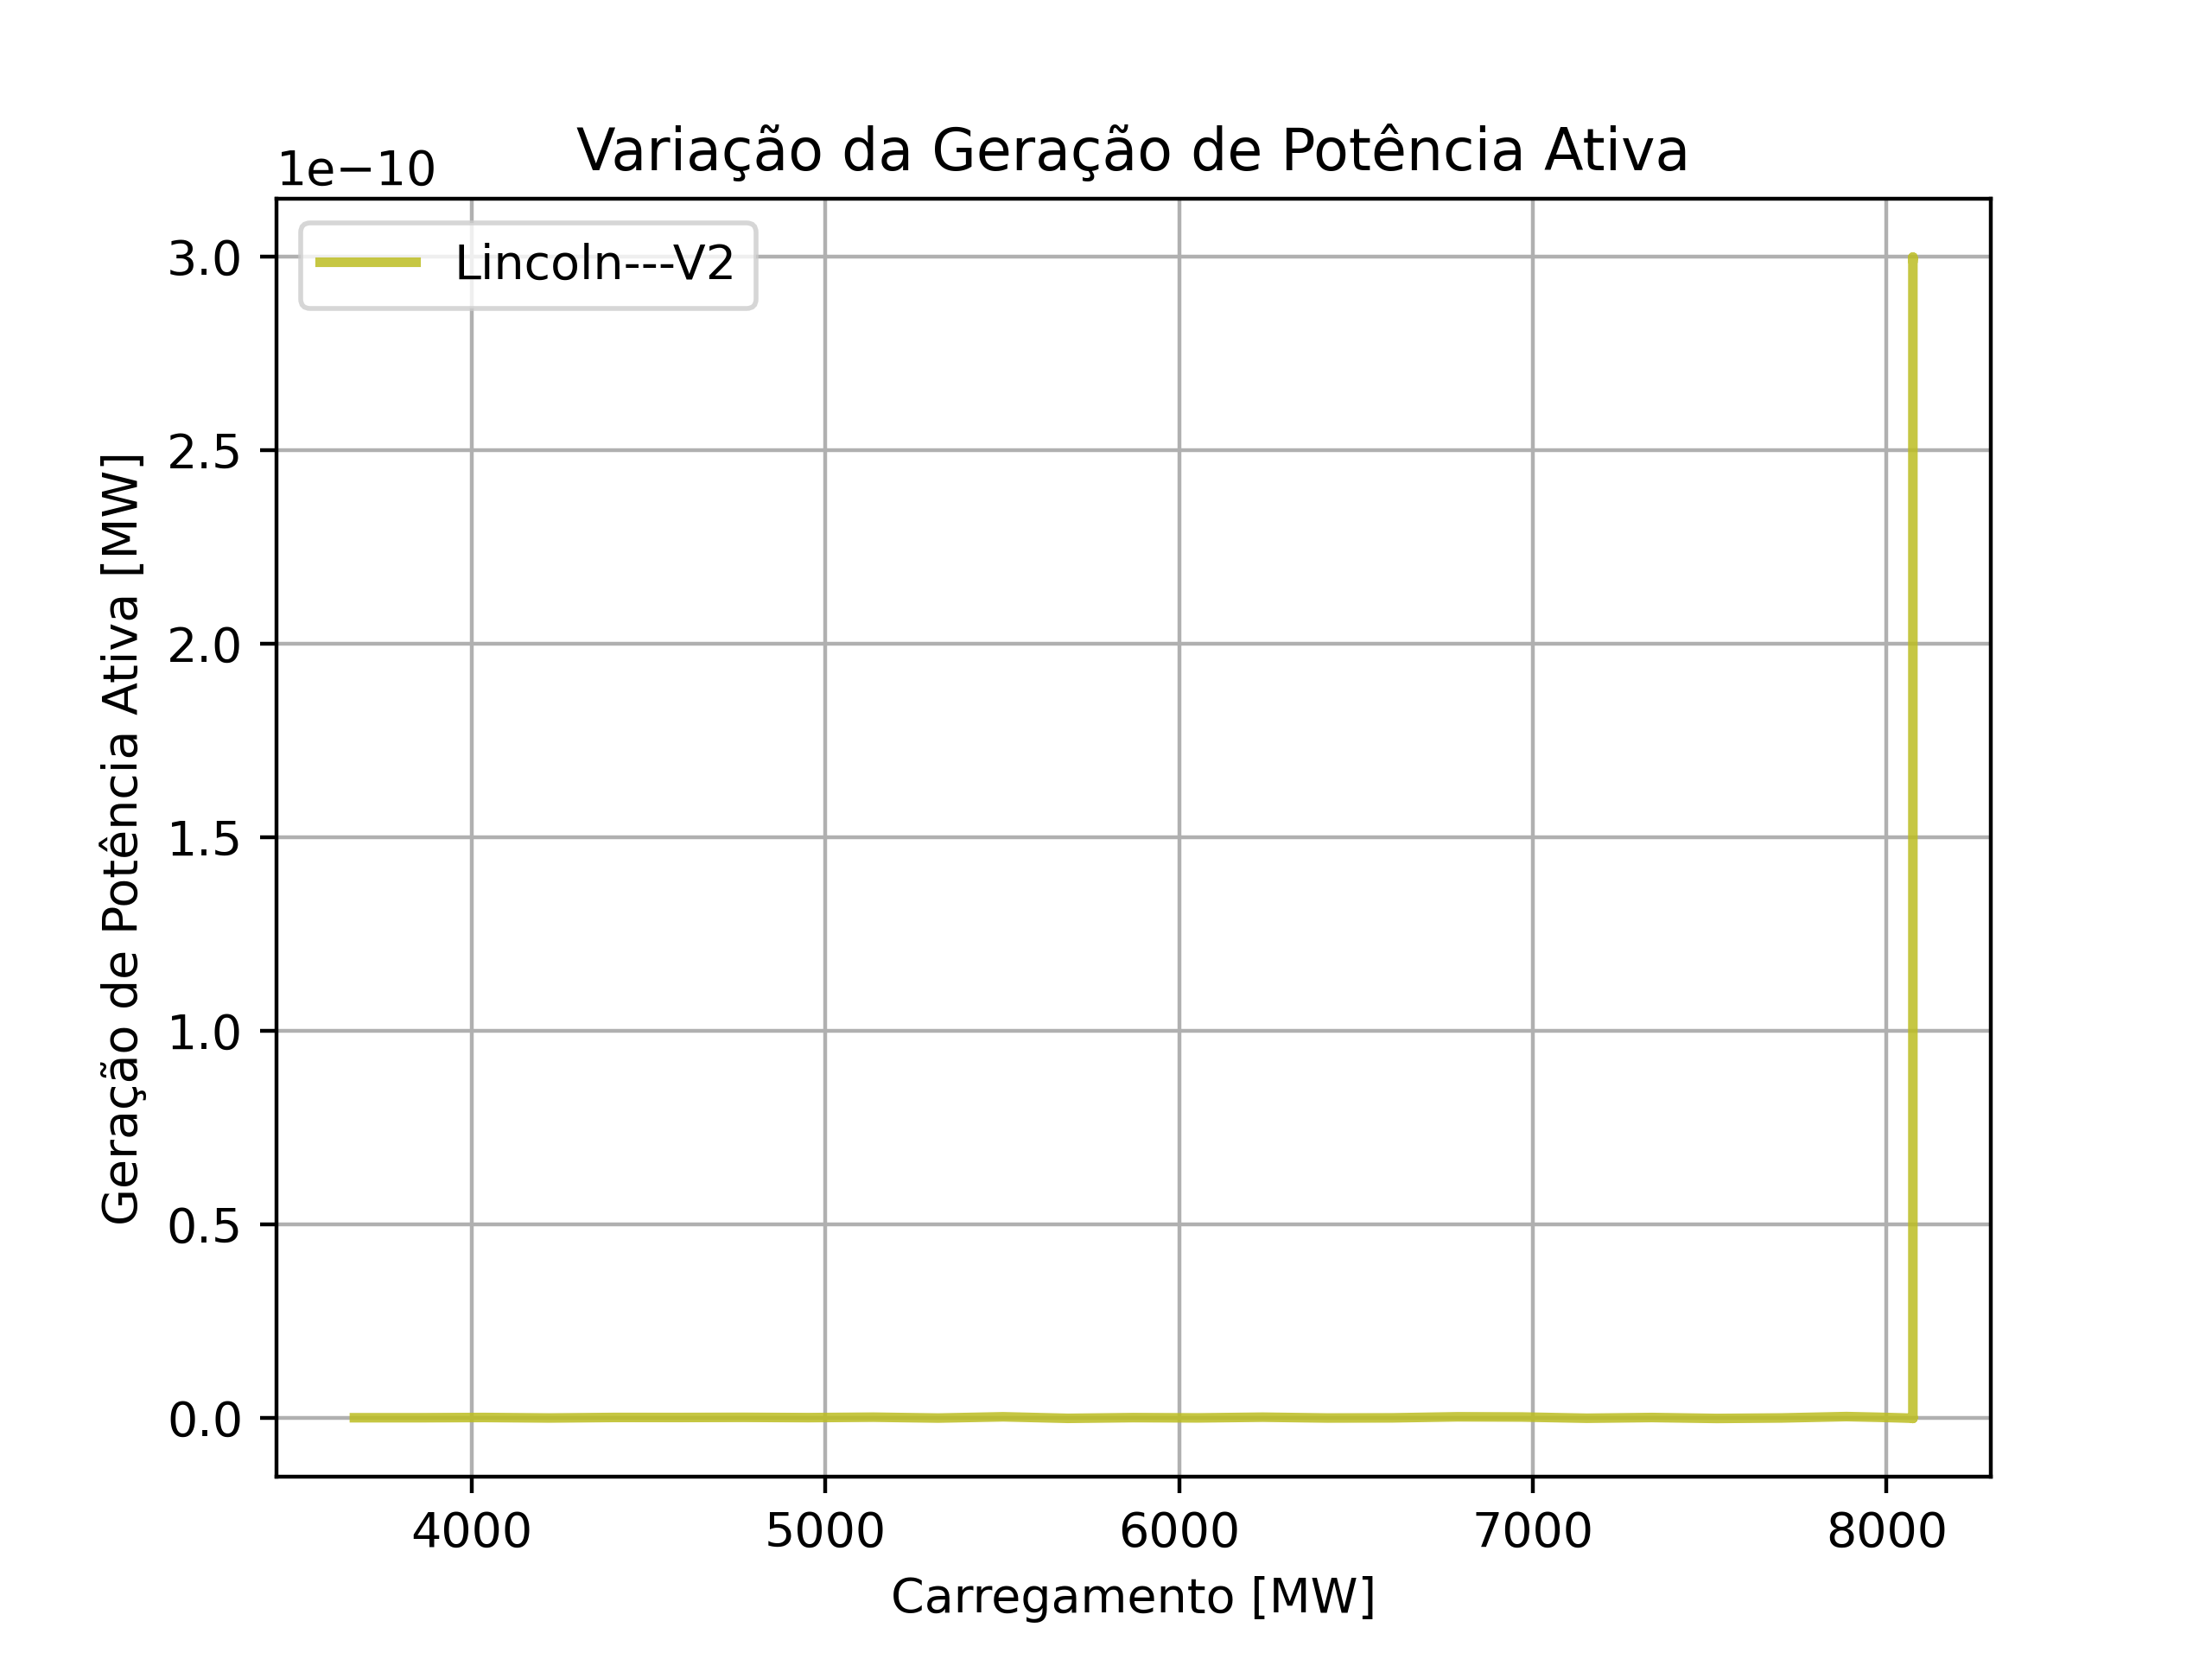 Variação da Geração de Potência Ativa
1e−10
Lincoln---V2
Geração de Potência Ativa [MW]
3.0
2.5
2.0
1.5
1.0
0.5
0.0
4000 5000 6000 7000 8000
Carregamento [MW]